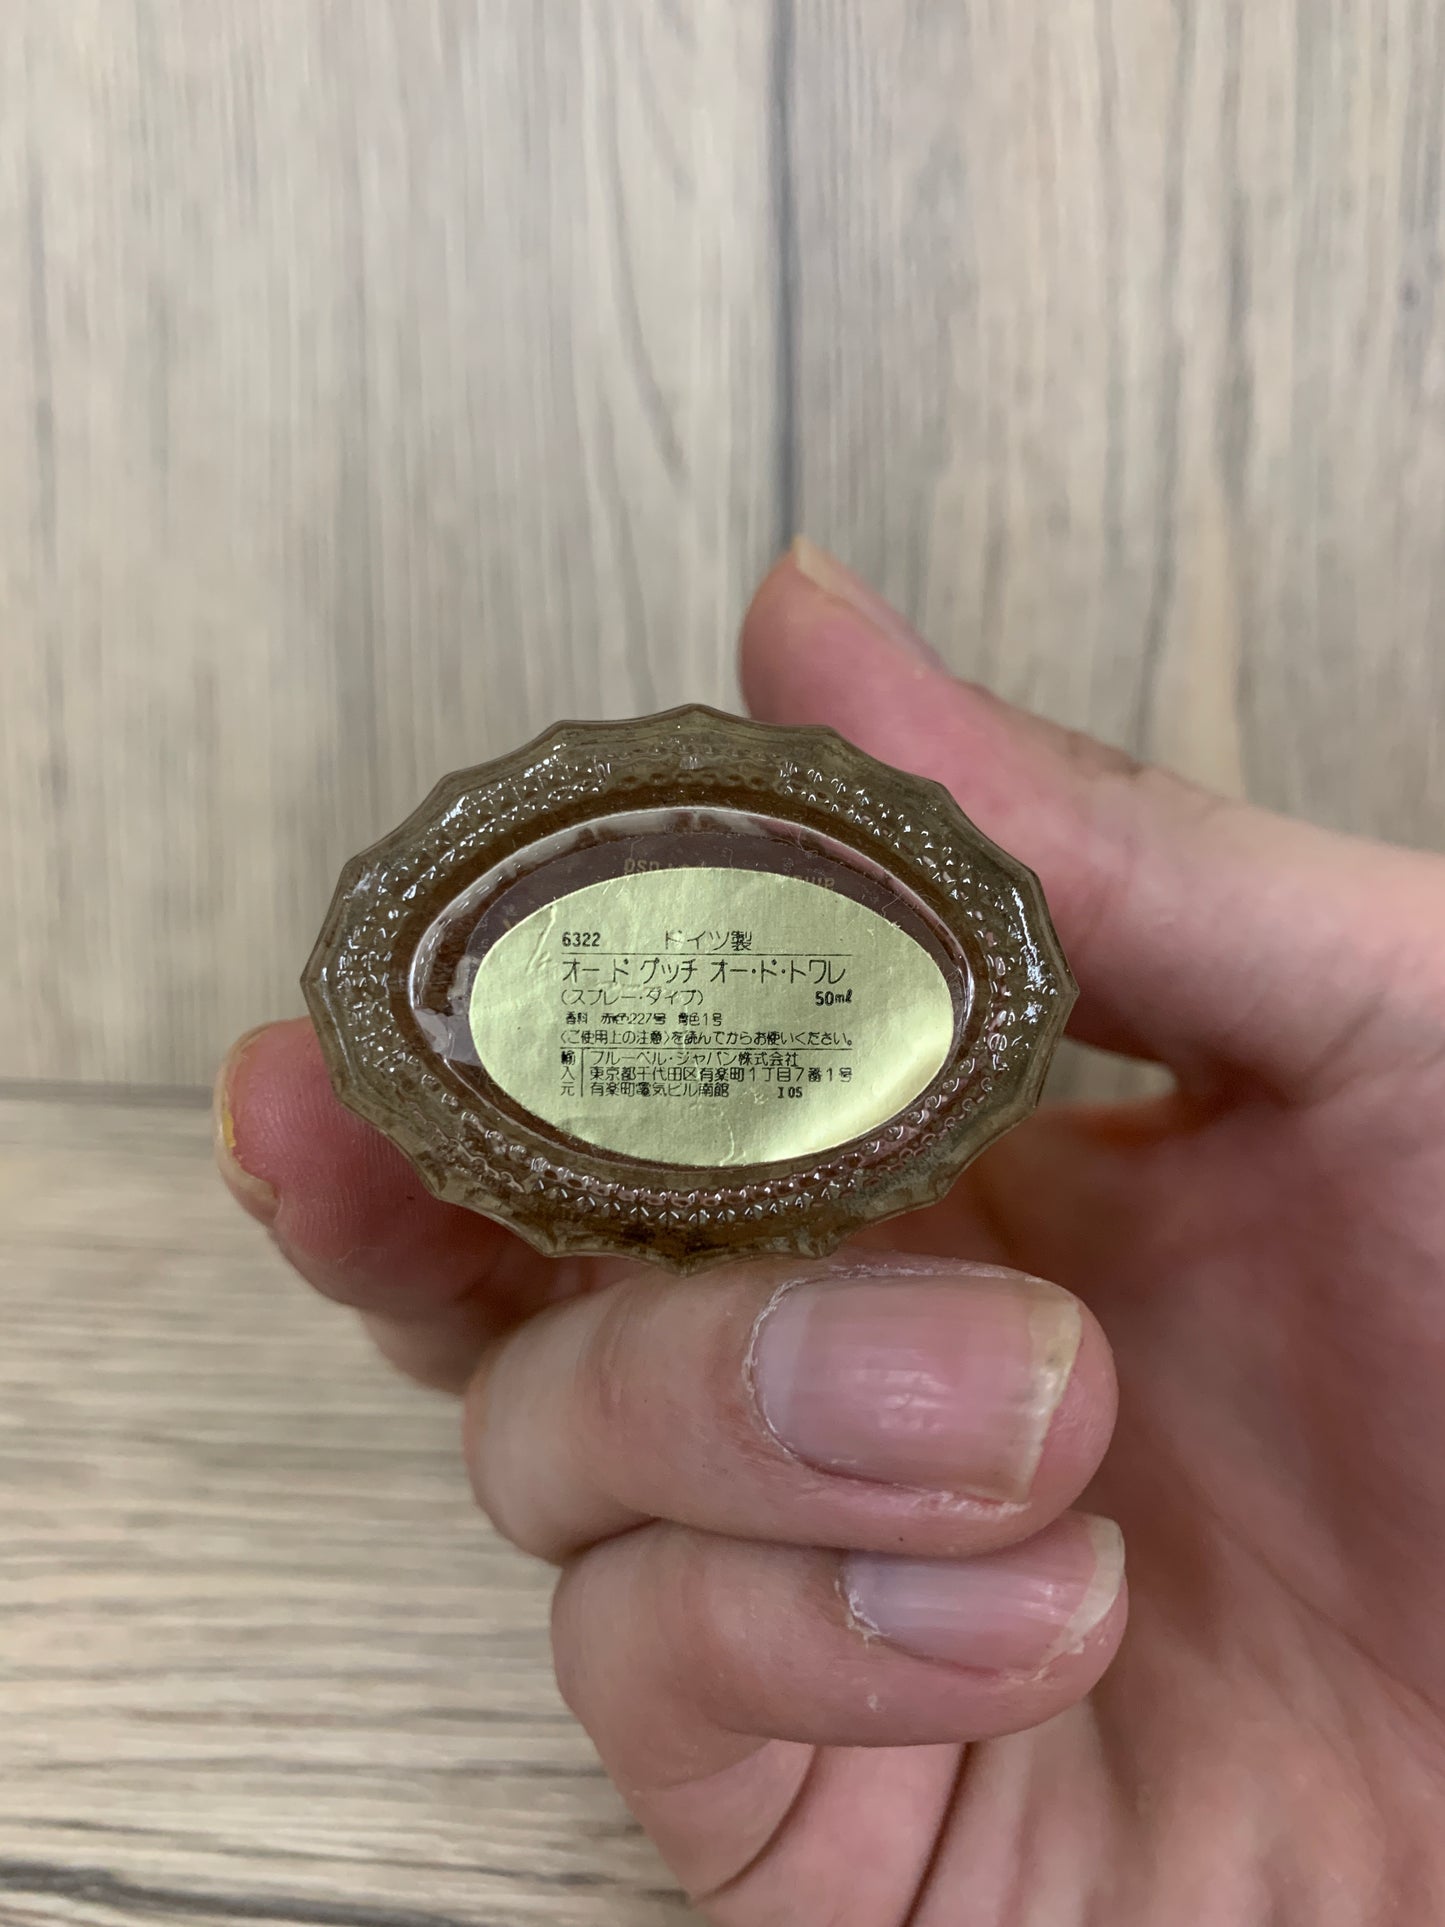 6322 ドイツ製
オー ド グッチ オー・ド・トワレ
(スプレー・タイプ) 50ml
香料 赤色227号 黄色1号
〈ご使用上の注意〉を読んでからお使いください。
輸入元 ブルーベル・ジャパン株式会社
東京都千代田区有楽町1丁目7番1号
有楽町電気ビル南館 I05